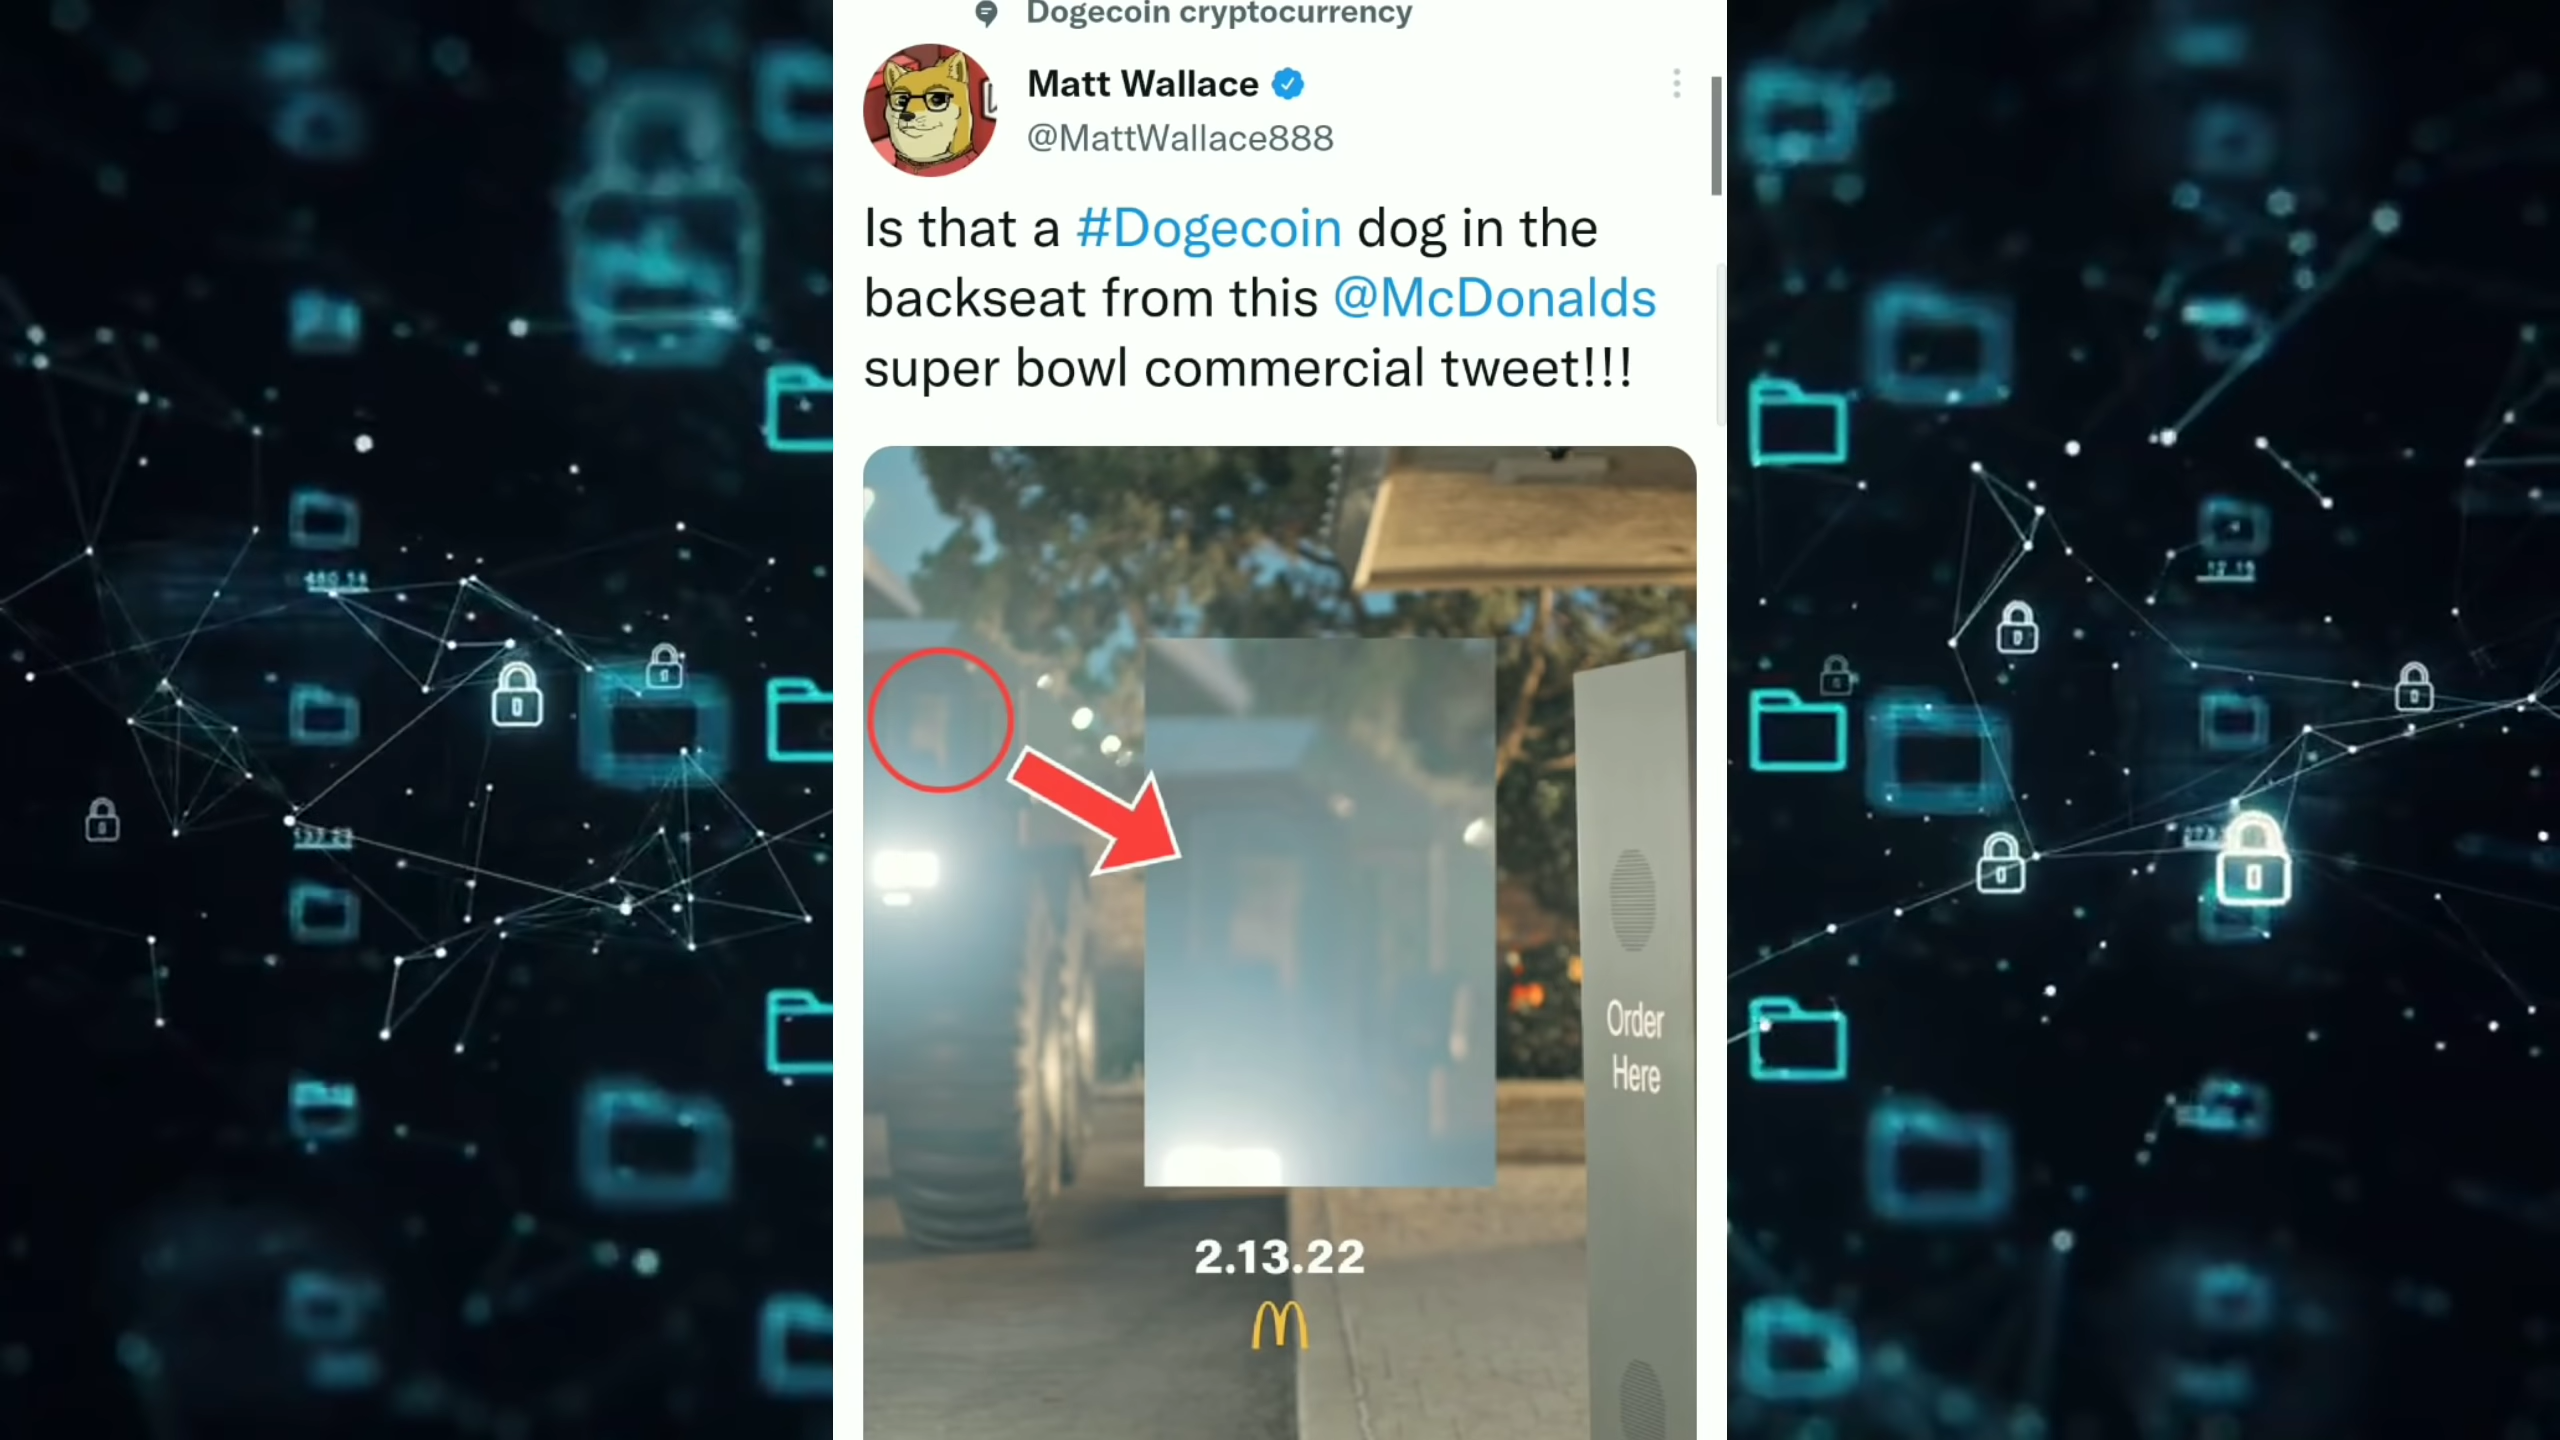 Dogecoin cryptocurrency
Matt Wallace
@MattWallace888
Is that a #Dogecoin dog in the
backseat from this @McDonalds
super bowl commercial tweet!!!
Order
Here
2.13.22